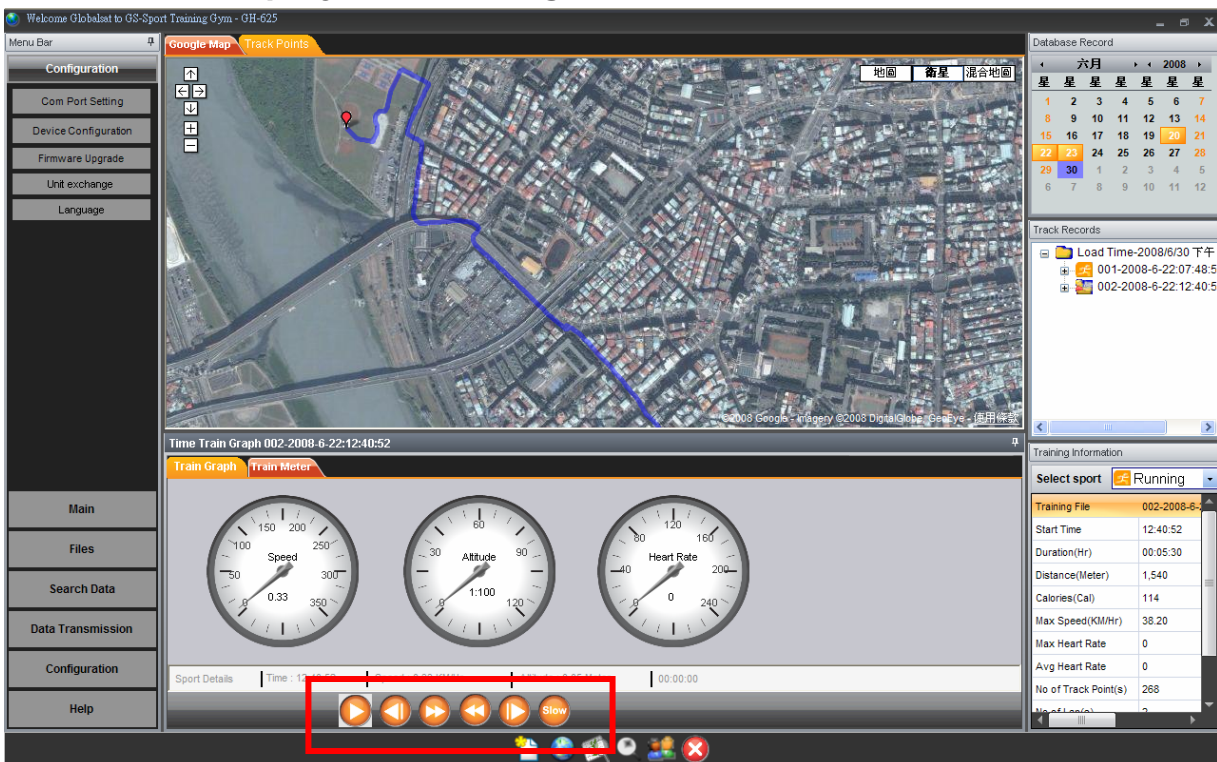 Welcome Globalsat to GS-Sport Training Gym - GH-625
Menu Bar
Configuration
Com Port Setting
Device Configuration
Firmware Upgrade
Unit exchange
Language
Main
Files
Search Data
Data Transmission
Configuration
Help
Google Map
Track Points
地圖
衛星
混合地圖
©2008 Google - Imagery ©2008 DigitalGlobe, GeoEye - 使用條款
Time Train Graph 002-2008-6-22:12:40:52
Train Graph
Train Meter
0 50 100 150 200 250 300 350
Speed
0.33
0 30 60 90 120
Altitude
1:100
0 40 80 120 160 200 240
Heart Rate
0
Sport Details
Time :
00:00:00
Slow
Database Record
六月 2008
星 星 星 星 星 星 星
1 2 3 4 5 6 7
8 9 10 11 12 13 14
15 16 17 18 19 20 21
22 23 24 25 26 27 28
29 30 1 2 3 4 5
6 7 8 9 10 11 12
Track Records
Load Time-2008/6/30 下午
001-2008-6-22:07:48:5
002-2008-6-22:12:40:5
Training Information
Select sport Running
Training File 002-2008-6-2
Start Time 12:40:52
Duration(Hr) 00:05:30
Distance(Meter) 1,540
Calories(Cal) 114
Max Speed(KM/Hr) 38.20
Max Heart Rate 0
Avg Heart Rate 0
No of Track Point(s) 268
No of Lap(s) 2